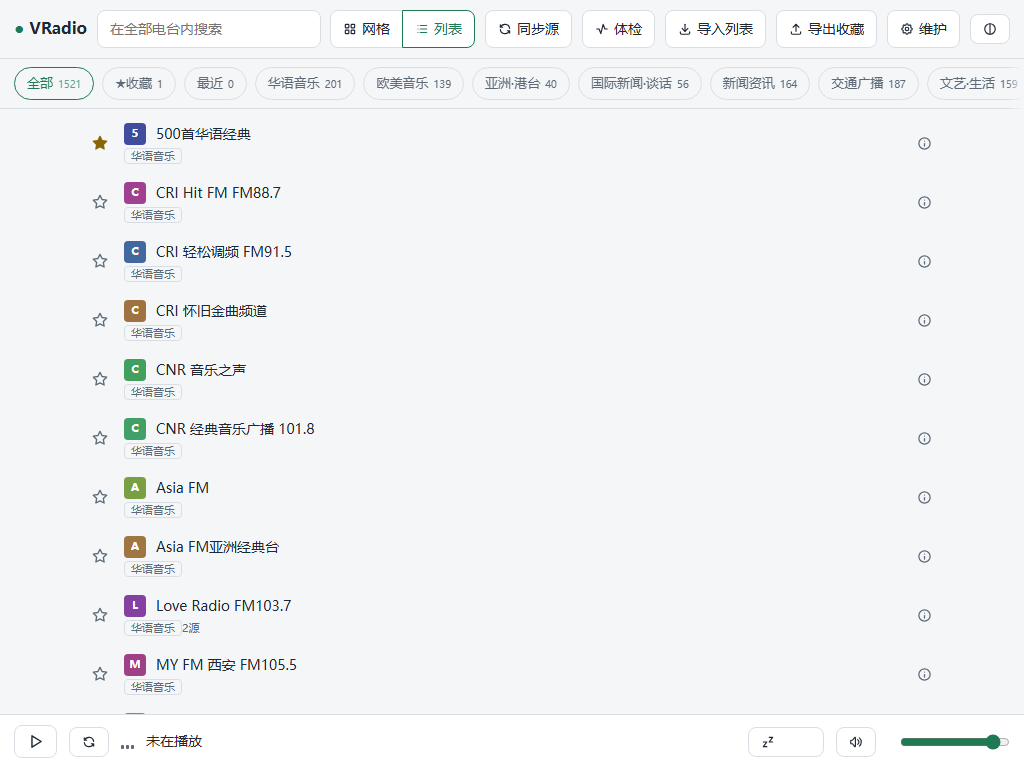 VRadio 在全部电台内搜索 网格 列表 同步源 体检 导入列表 导出收藏 维护
全部 1521 ★收藏 1 最近 0 华语音乐 201 欧美音乐 139 亚洲·港台 40 国际新闻·谈话 56 新闻资讯 164 交通广播 187 文艺·生活 159
5 500首华语经典
华语音乐
C CRI Hit FM FM88.7
华语音乐
C CRI 轻松调频 FM91.5
华语音乐
C CRI 怀旧金曲频道
华语音乐
C CNR 音乐之声
华语音乐
C CNR 经典音乐广播 101.8
华语音乐
A Asia FM
华语音乐
A Asia FM亚洲经典台
华语音乐
L Love Radio FM103.7
华语音乐 2源
M MY FM 西安 FM105.5
华语音乐
... 未在播放 zz